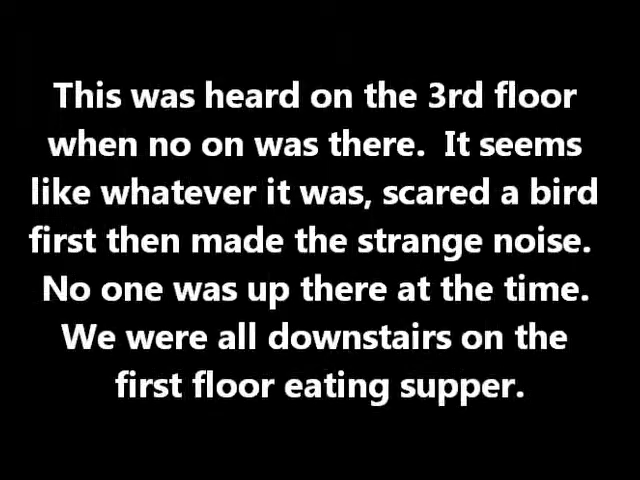 This was heard on the 3rd floor
when no on was there.  It seems
like whatever it was, scared a bird
first then made the strange noise.
No one was up there at the time.
We were all downstairs on the
first floor eating supper.